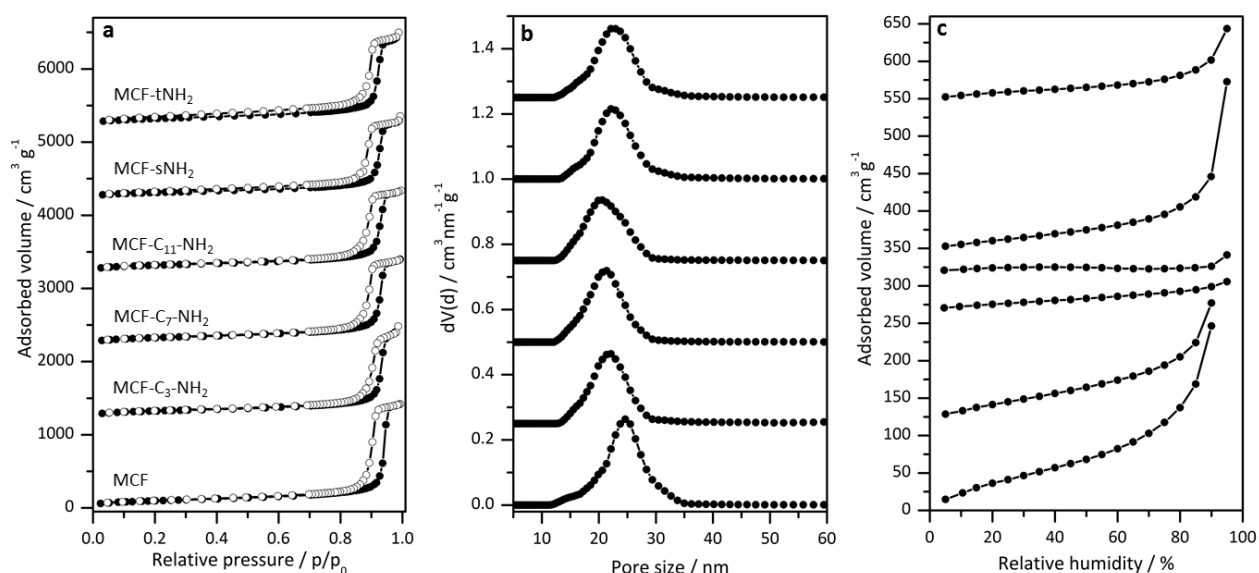 a
Adsorbed volume / cm³ g⁻¹
6000
5000
4000
3000
2000
1000
0
MCF-tNH₂
MCF-sNH₂
MCF-C₁₁-NH₂
MCF-C₇-NH₂
MCF-C₃-NH₂
MCF
0.0 0.2 0.4 0.6 0.8 1.0
Relative pressure / p/p₀
b
dV(d) / cm³ nm⁻¹ g⁻¹
1.4
1.2
1.0
0.8
0.6
0.4
0.2
0.0
10 20 30 40 50 60
Pore size / nm
c
Adsorbed volume / cm³ g⁻¹
650
600
550
500
450
400
350
300
250
200
150
100
50
0
0 20 40 60 80 100
Relative humidity / %